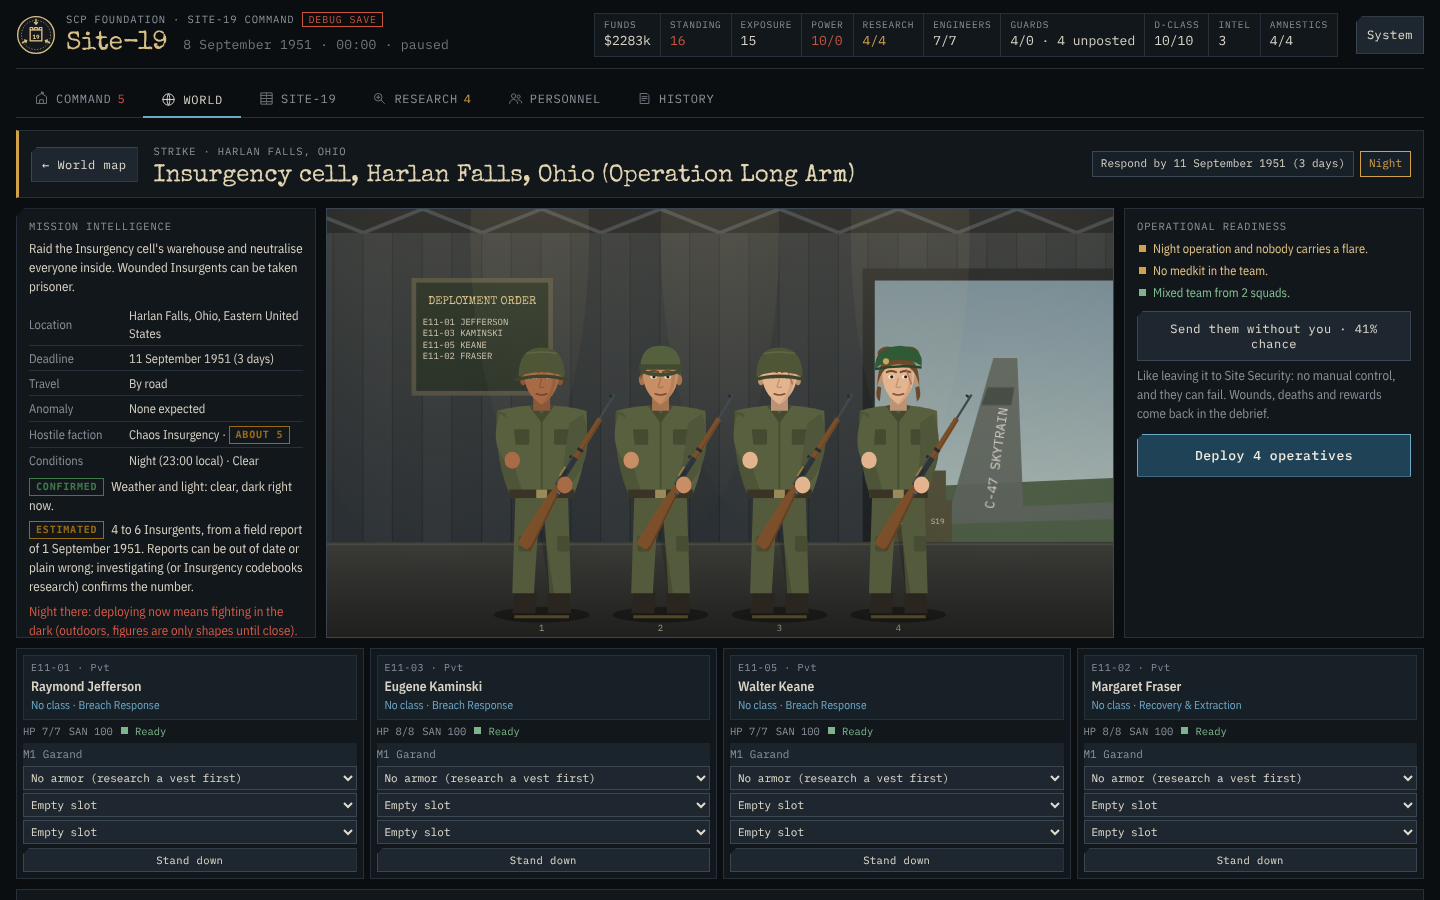 SCP FOUNDATION · SITE-19 COMMAND DEBUG SAVE
Site-19
8 September 1951 · 00:00 · paused
FUNDS
$2283k
STANDING
16
EXPOSURE
15
POWER
10/0
RESEARCH
4/4
ENGINEERS
7/7
GUARDS
4/0 · 4 unposted
D-CLASS
10/10
INTEL
3
AMNESTICS
4/4
System
COMMAND 5
WORLD
SITE-19
RESEARCH 4
PERSONNEL
HISTORY
← World map
STRIKE · HARLAN FALLS, OHIO
Insurgency cell, Harlan Falls, Ohio (Operation Long Arm)
Respond by 11 September 1951 (3 days)
Night
MISSION INTELLIGENCE
Raid the Insurgency cell's warehouse and neutralise
everyone inside. Wounded Insurgents can be taken
prisoner.
Location
Harlan Falls, Ohio, Eastern United
States
Deadline
11 September 1951 (3 days)
Travel
By road
Anomaly
None expected
Hostile faction
Chaos Insurgency · ABOUT 5
Conditions
Night (23:00 local) · Clear
CONFIRMED Weather and light: clear, dark right
now.
ESTIMATED 4 to 6 Insurgents, from a field report
of 1 September 1951. Reports can be out of date or
plain wrong; investigating (or Insurgency codebooks
research) confirms the number.
Night there: deploying now means fighting in the
dark (outdoors, figures are only shapes until close).
DEPLOYMENT ORDER
E11-01 JEFFERSON
E11-03 KAMINSKI
E11-05 KEANE
E11-02 FRASER
C-47 SKYTRAIN
S19
1
2
3
4
OPERATIONAL READINESS
Night operation and nobody carries a flare.
No medkit in the team.
Mixed team from 2 squads.
Send them without you · 41%
chance
Like leaving it to Site Security: no manual control,
and they can fail. Wounds, deaths and rewards
come back in the debrief.
Deploy 4 operatives
E11-01 · Pvt
Raymond Jefferson
No class · Breach Response
HP 7/7 SAN 100 Ready
M1 Garand
No armor (research a vest first)
Empty slot
Empty slot
Stand down
E11-03 · Pvt
Eugene Kaminski
No class · Breach Response
HP 8/8 SAN 100 Ready
M1 Garand
No armor (research a vest first)
Empty slot
Empty slot
Stand down
E11-05 · Pvt
Walter Keane
No class · Breach Response
HP 7/7 SAN 100 Ready
M1 Garand
No armor (research a vest first)
Empty slot
Empty slot
Stand down
E11-02 · Pvt
Margaret Fraser
No class · Recovery & Extraction
HP 8/8 SAN 100 Ready
M1 Garand
No armor (research a vest first)
Empty slot
Empty slot
Stand down